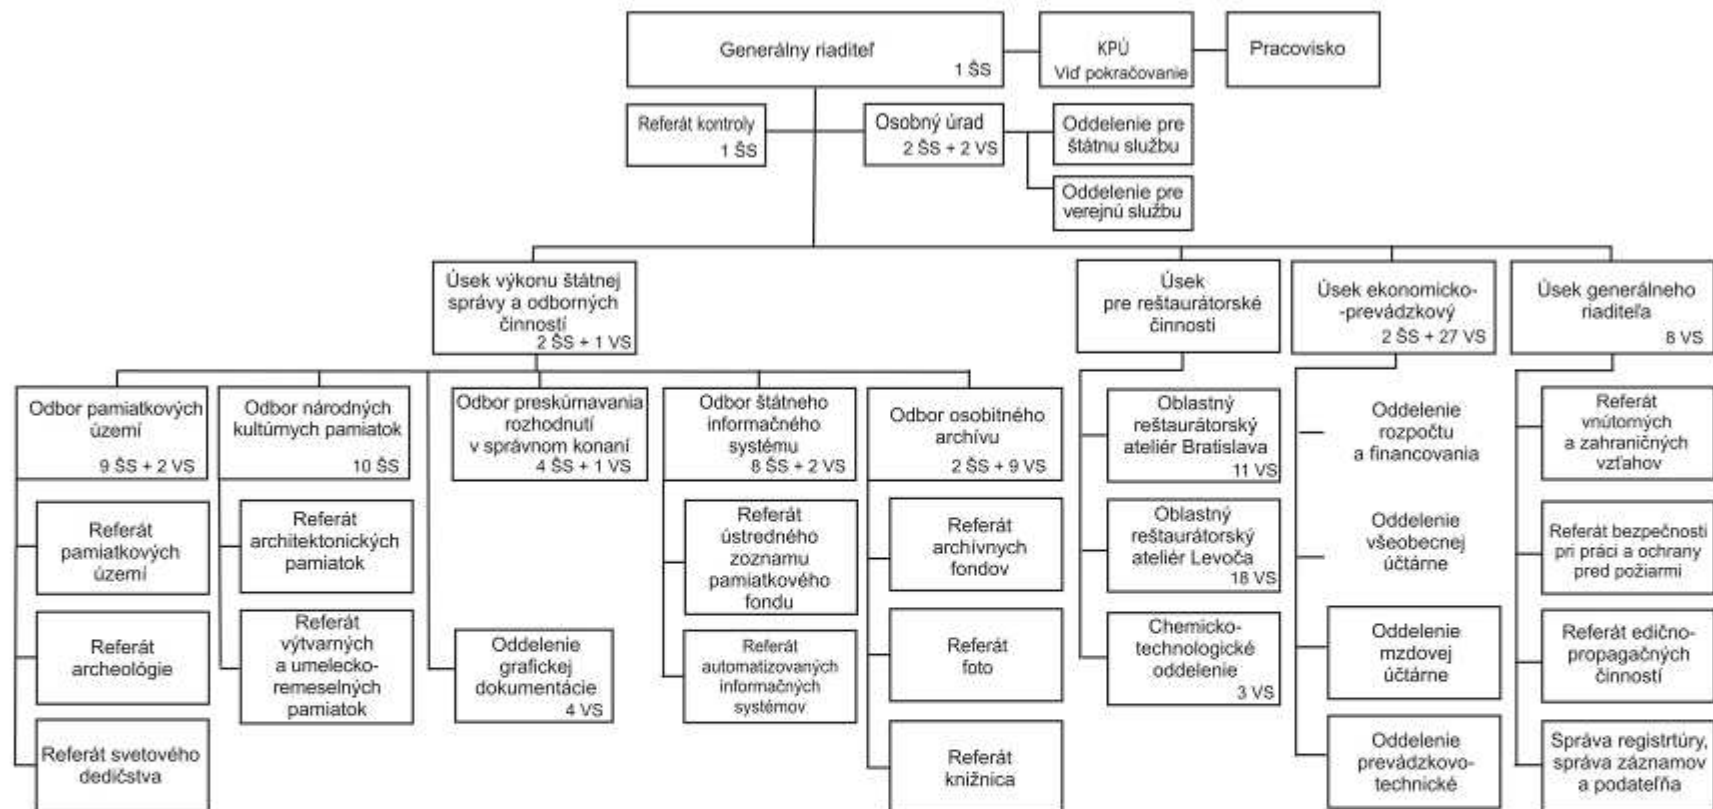 Generálny riaditeľ
1 ŠS
KPÚ
Viď pokračovanie
Pracovisko
Referát kontroly
1 ŠS
Osobný úrad
2 ŠS + 2 VS
Oddelenie pre
štátnu službu
Oddelenie pre
verejnú službu
Úsek výkonu štátnej
správy a odborných
činností
2 ŠS + 1 VS
Úsek
pre reštaurátorské
činnosti
Úsek ekonomicko-
-prevádzkový
2 ŠS + 27 VS
Úsek generálneho
riaditeľa
8 VS
Odbor pamiatkových
území
9 ŠS + 2 VS
Odbor národných
kultúrnych pamiatok
10 ŠS
Odbor preskúmavania
rozhodnutí
v správnom konaní
4 ŠS + 1 VS
Odbor štátneho
informačného
systému
8 ŠS + 2 VS
Odbor osobitného
archívu
2 ŠS + 9 VS
Oblastný
reštaurátorský
ateliér Bratislava
11 VS
Oddelenie
rozpočtu
a financovania
Referát
vnútorných
a zahraničných
vzťahov
Referát
pamiatkových
území
Referát
architektonických
pamiatok
Referát
ústredného
zoznamu
pamiatkového
fondu
Referát
archívnych
fondov
Oblastný
reštaurátorský
ateliér Levoča
18 VS
Oddelenie
všeobecnej
účtárne
Referát bezpečnosti
pri práci a ochrany
pred požiarmi
Referát
archeológie
Referát
výtvarných
a umelecko-
remeselných
pamiatok
Oddelenie
grafickej
dokumentácie
4 VS
Referát
automatizovaných
informačných
systémov
Referát
foto
Chemicko-
technologické
oddelenie
3 VS
Oddelenie
mzdovej
účtárne
Referát edično-
propagačných
činností
Referát svetového
dedičstva
Referát
knižnica
Oddelenie
prevádzkovo-
technické
Správa registrtúry,
správa záznamov
a podateľňa